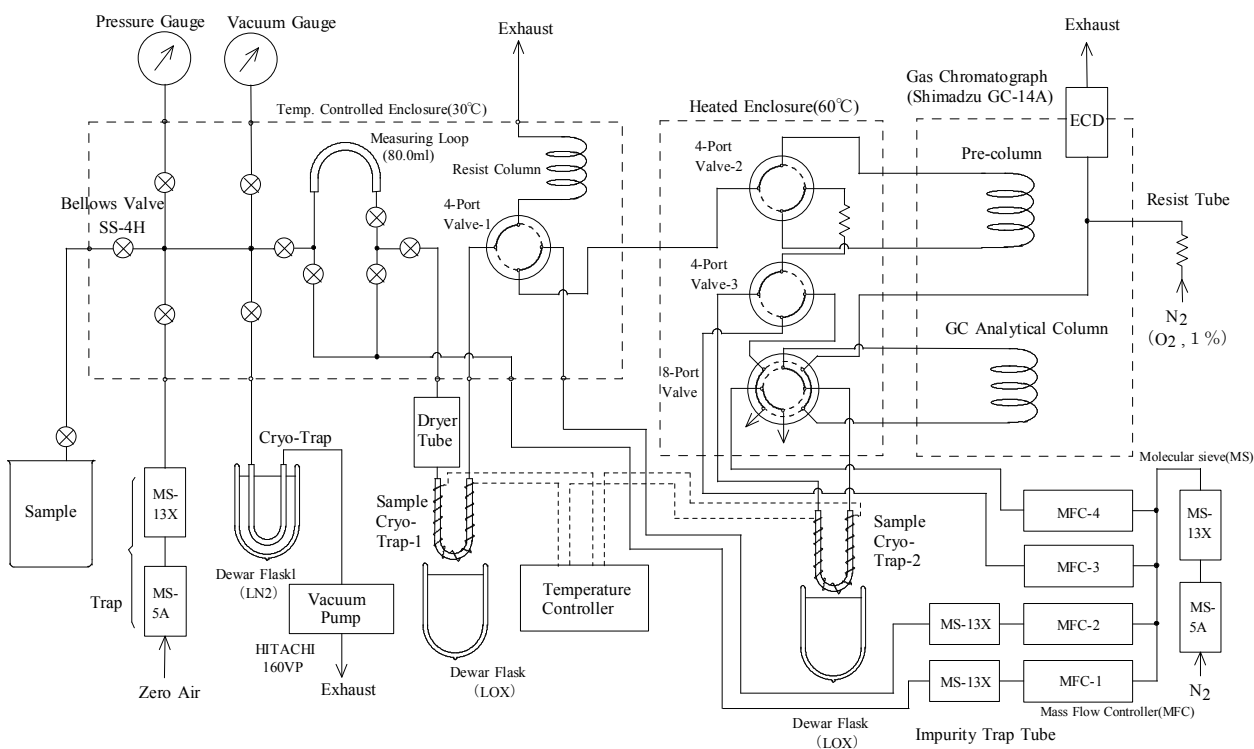 Pressure Gauge
Vacuum Gauge
Exhaust
Exhaust
Gas Chromatograph
(Shimadzu GC-14A)
Temp. Controlled Enclosure(30℃)
Heated Enclosure(60℃)
ECD
Measuring Loop
(80.0ml)
Resist Column
4-Port
Valve-2
Pre-column
Bellows Valve
SS-4H
4-Port
Valve-1
Resist Tube
4-Port
Valve-3
N2
(O2 , 1 %)
GC Analytical Column
8-Port
Valve
Dryer
Tube
Cryo-Trap
Molecular sieve(MS)
Sample
MS-
13X
Sample
Cryo-
Trap-1
Sample
Cryo-
Trap-2
MFC-4
MS-
13X
MFC-3
Trap
MS-
5A
Dewar Flask1
(LN2)
Vacuum
Pump
Temperature
Controller
MS-13X
MFC-2
MS-
5A
HITACHI
160VP
Dewar Flask
(LOX)
MS-13X
MFC-1
Zero Air
Exhaust
N2
Mass Flow Controller(MFC)
Dewar Flask
(LOX)
Impurity Trap Tube